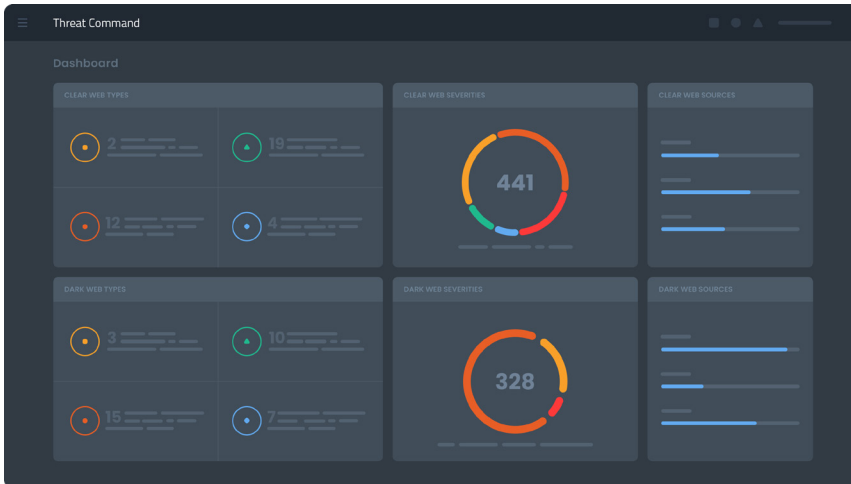 Threat Command
Dashboard
CLEAR WEB TYPES
CLEAR WEB SEVERITIES
CLEAR WEB SOURCES
2
19
441
12
4
DARK WEB TYPES
DARK WEB SEVERITIES
DARK WEB SOURCES
3
10
328
15
7